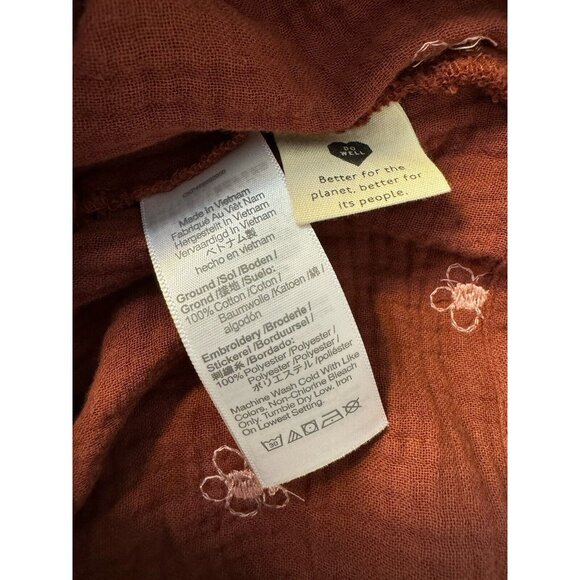 DO
WELL
Better for the
planet, better for
its people.
Made in Vietnam
Fabriqué Au Viêt Nam
Hergestellt in Vietnam
Vervaardigd in Vietnam
ベトナム製
hecho en vietnam
Ground /Sol /Boden /
Grond /接地 /Suelo:
100% Cotton /Coton /
Baumwolle /Katoen /綿 /
algodón
Embroidery /Broderie /
Stickerei /Borduursel /
刺繍糸 /Bordado:
100% Polyester /Polyester
/Polyester /Polyester /
ポリエステル /poliéster
Machine Wash Cold With Like
Colors, Non-Chlorine Bleach
Only, Tumble Dry Low, Iron
On Lowest Setting.
30